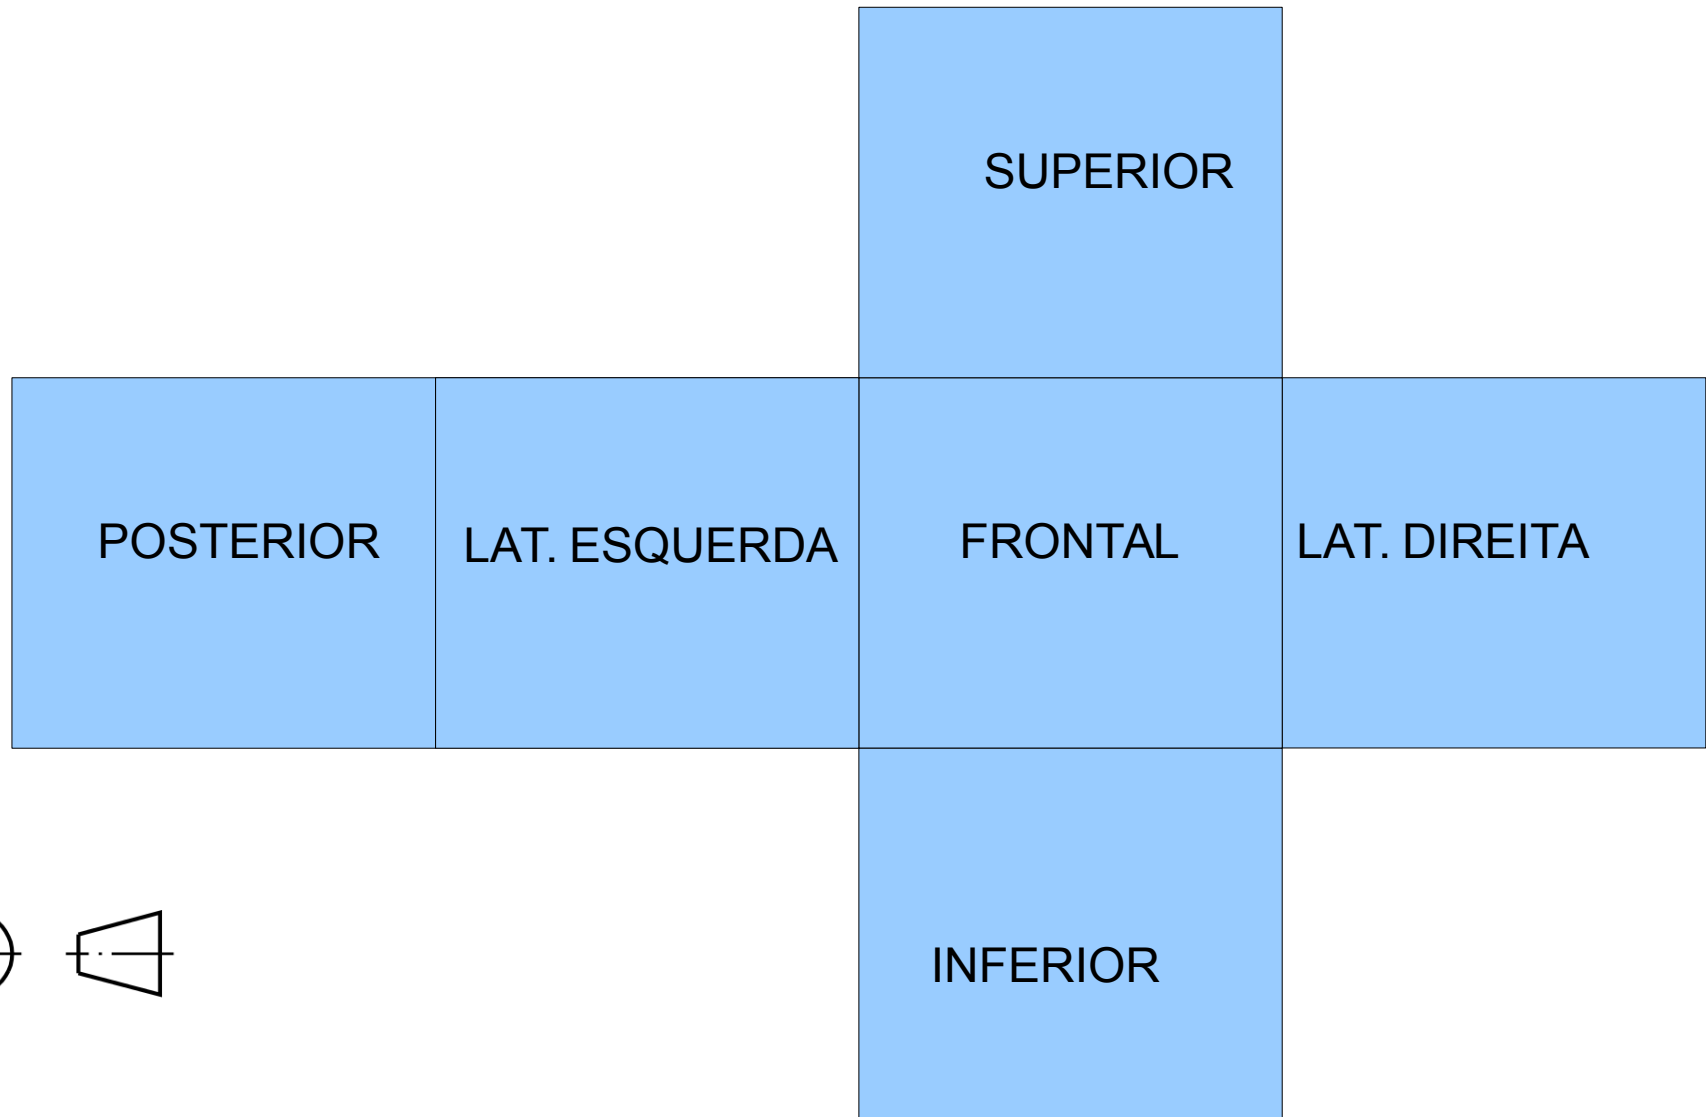 SUPERIOR
POSTERIOR
LAT. ESQUERDA
FRONTAL
LAT. DIREITA
INFERIOR